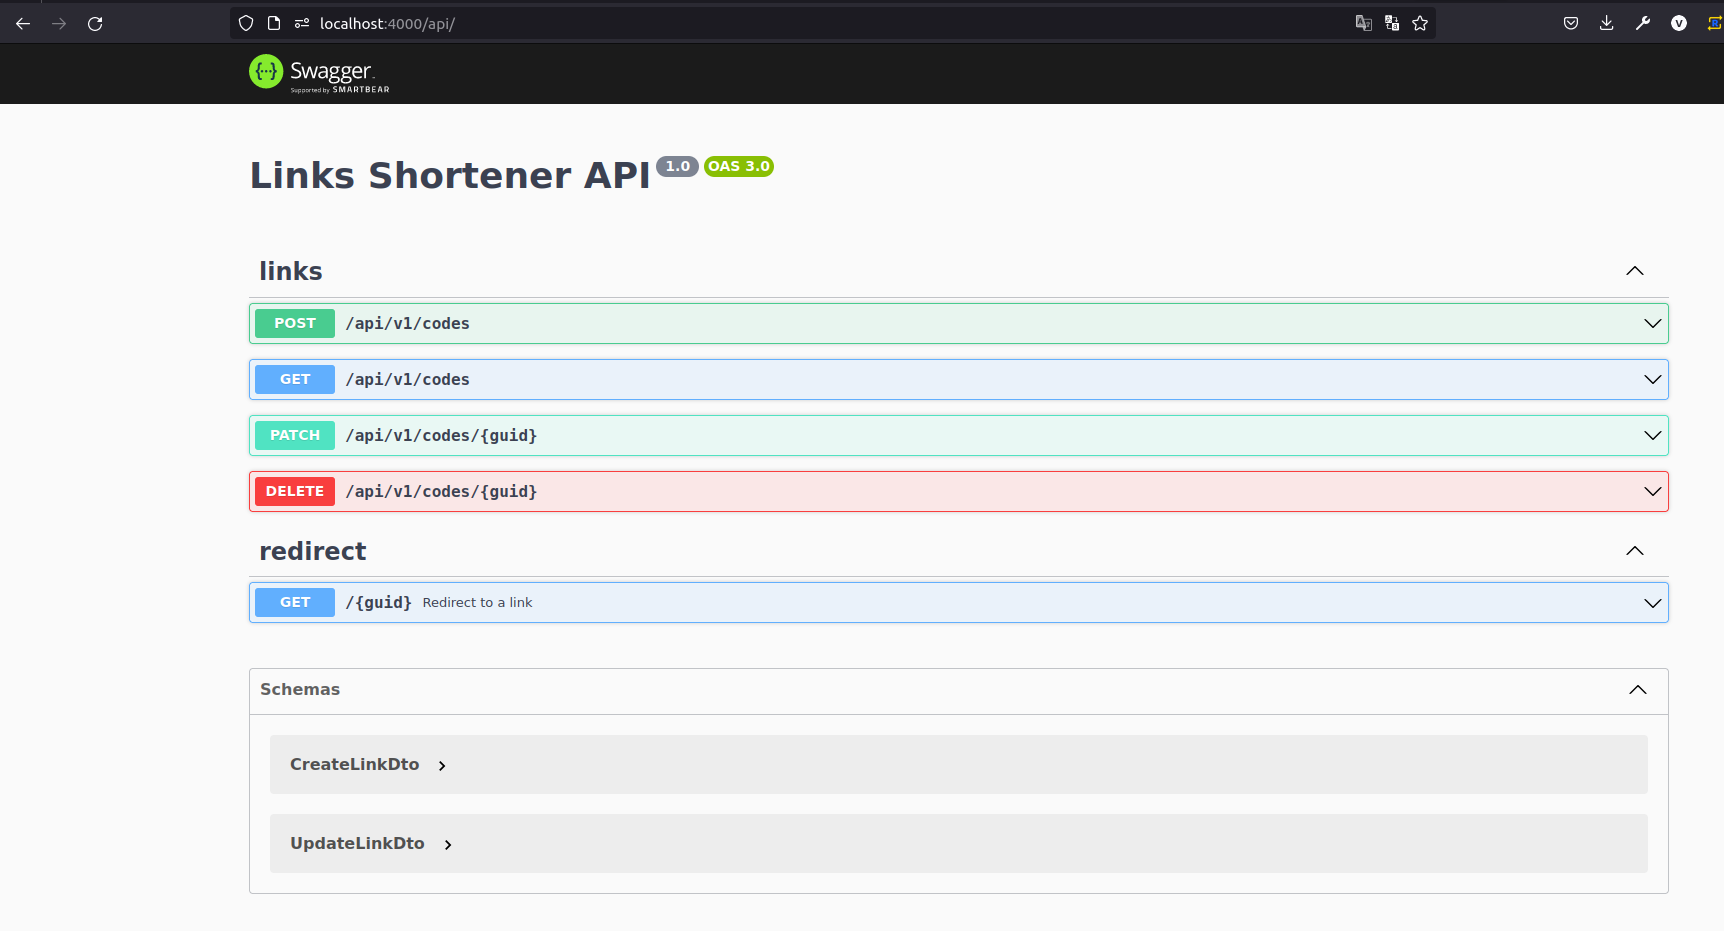 localhost:4000/api/
V
{···} Swagger.
Supported by SMARTBEAR
Links Shortener API 1.0 OAS 3.0
links
POST /api/v1/codes
GET /api/v1/codes
PATCH /api/v1/codes/{guid}
DELETE /api/v1/codes/{guid}
redirect
GET /{guid} Redirect to a link
Schemas
CreateLinkDto
UpdateLinkDto